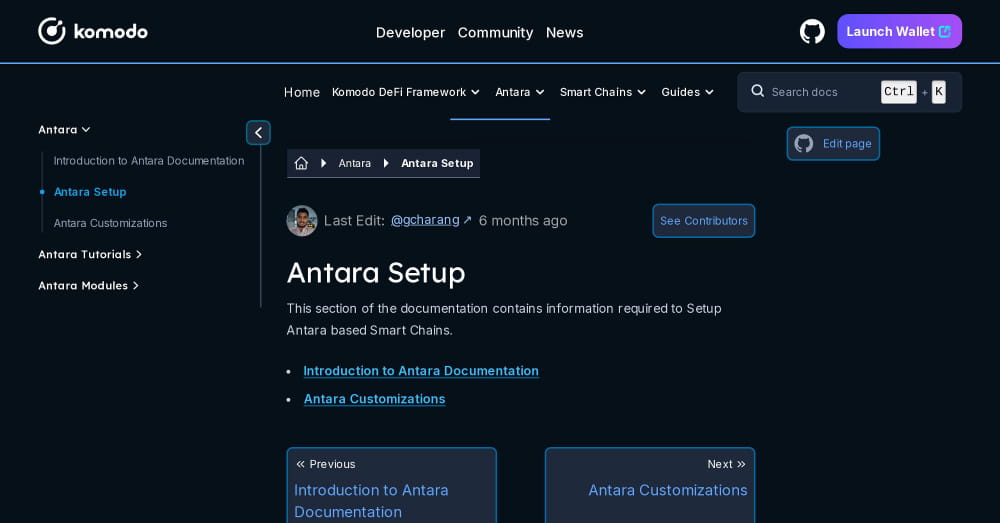 komodo
Developer Community News
Launch Wallet
Home Komodo DeFi Framework Antara Smart Chains Guides
Search docs Ctrl + K
Antara
Introduction to Antara Documentation
Antara Setup
Antara Customizations
Antara Tutorials
Antara Modules
Antara Antara Setup
Edit page
Last Edit: @gcharang ↗ 6 months ago
See Contributors
Antara Setup
This section of the documentation contains information required to Setup
Antara based Smart Chains.
• Introduction to Antara Documentation
• Antara Customizations
« Previous
Introduction to Antara
Documentation
Next »
Antara Customizations